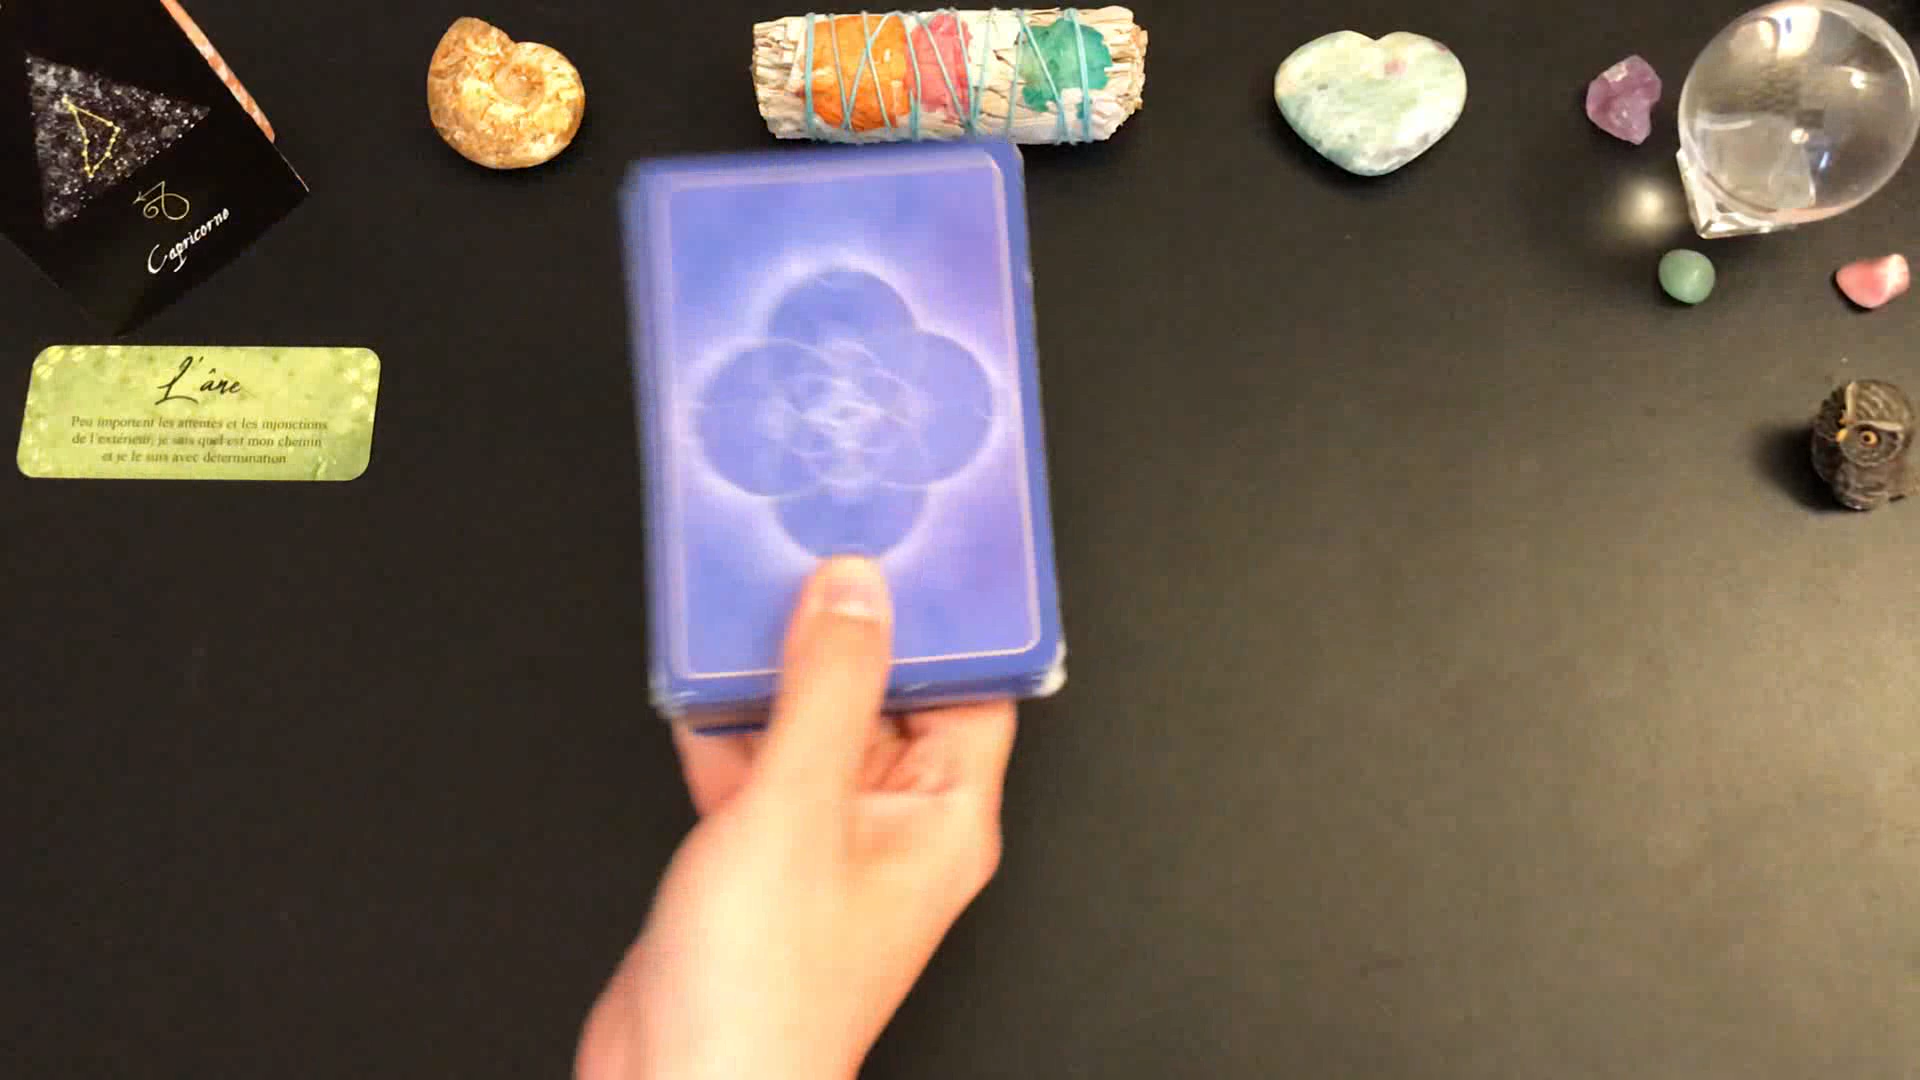 Capricorne
L'âne
Peu importent les attentes et les injonctions
de l'extérieur, je sais quel est mon chemin
et je le suis avec détermination